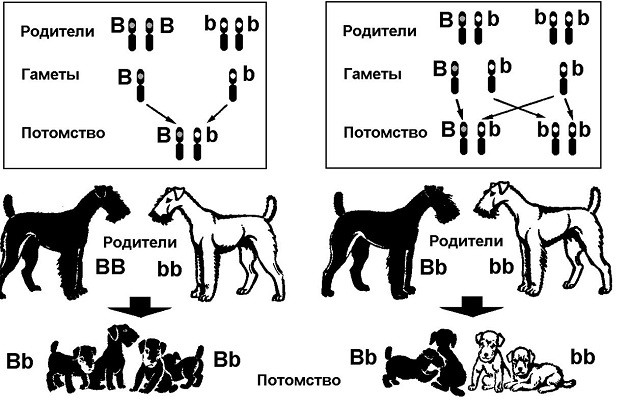 Родители B B b b
Гаметы B b
Потомство B b
Родители B b b b
Гаметы B b b
Потомство B b b b
Родители
BB bb
Bb Bb
Родители
Bb bb
Bb bb
Потомство